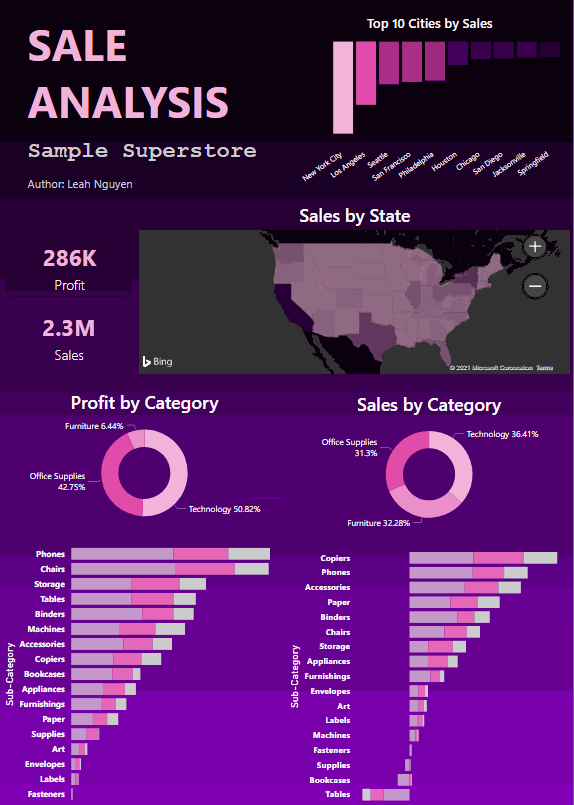 SALE
ANALYSIS
Sample Superstore
Author: Leah Nguyen
Top 10 Cities by Sales
New York City
Los Angeles
Seattle
San Francisco
Philadelphia
Houston
Chicago
San Diego
Jacksonville
Springfield
286K
Profit
2.3M
Sales
Sales by State
+
−
Bing
© 2021 Microsoft Corporation Terms
Profit by Category
Furniture 6.44%
Office Supplies
42.75%
Technology 50.82%
Sales by Category
Technology 36.41%
Office Supplies
31.3%
Furniture 32.28%
Sub-Category
Phones
Chairs
Storage
Tables
Binders
Machines
Accessories
Copiers
Bookcases
Appliances
Furnishings
Paper
Supplies
Art
Envelopes
Labels
Fasteners
Sub-Category
Copiers
Phones
Accessories
Paper
Binders
Chairs
Storage
Appliances
Furnishings
Envelopes
Art
Labels
Machines
Fasteners
Supplies
Bookcases
Tables